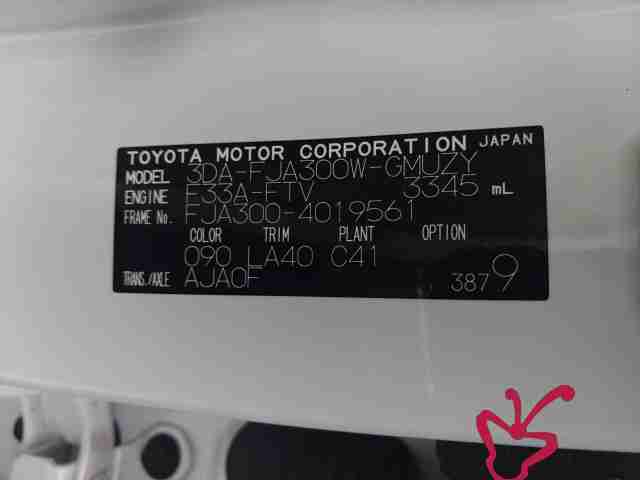 TOYOTA MOTOR CORPORATION JAPAN
MODEL 3DA-FJA300W-GMUZY
ENGINE F33A-FTV 3345 mL
FRAME No. FJA300-4019561
COLOR TRIM PLANT OPTION
090 LA40 C41
TRANS./AXLE AJA0F 3879